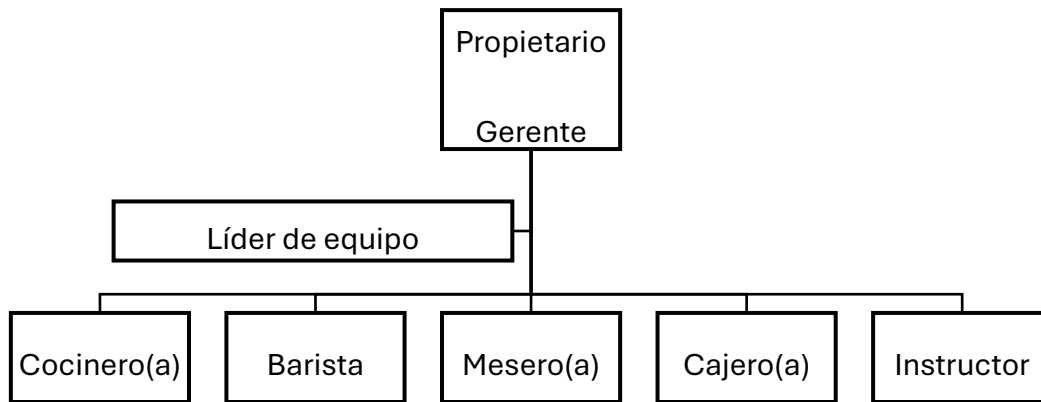 Propietario
Gerente
Líder de equipo
Cocinero(a)
Barista
Mesero(a)
Cajero(a)
Instructor